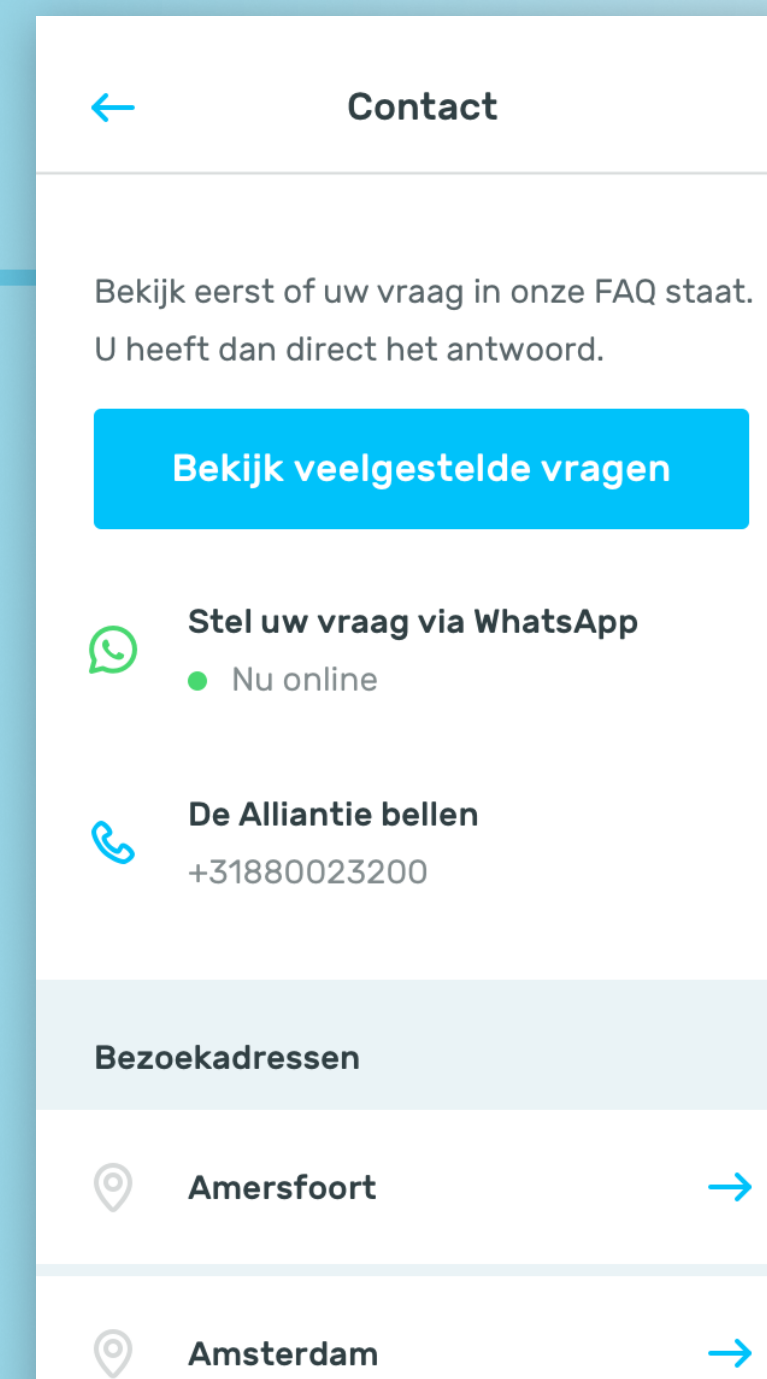 Contact
Bekijk eerst of uw vraag in onze FAQ staat.
U heeft dan direct het antwoord.
Bekijk veelgestelde vragen
Stel uw vraag via WhatsApp
Nu online
De Alliantie bellen
+31880023200
Bezoekadressen
Amersfoort
Amsterdam